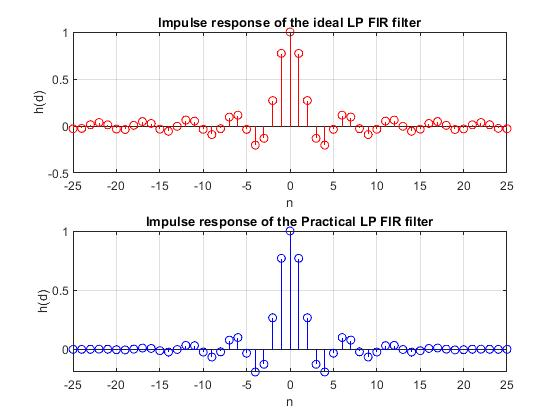 Impulse response of the ideal LP FIR filter
1
0.5
0
-0.5
h(d)
-25 -20 -15 -10 -5 0 5 10 15 20 25
n
Impulse response of the Practical LP FIR filter
1
0.5
0
h(d)
-25 -20 -15 -10 -5 0 5 10 15 20 25
n